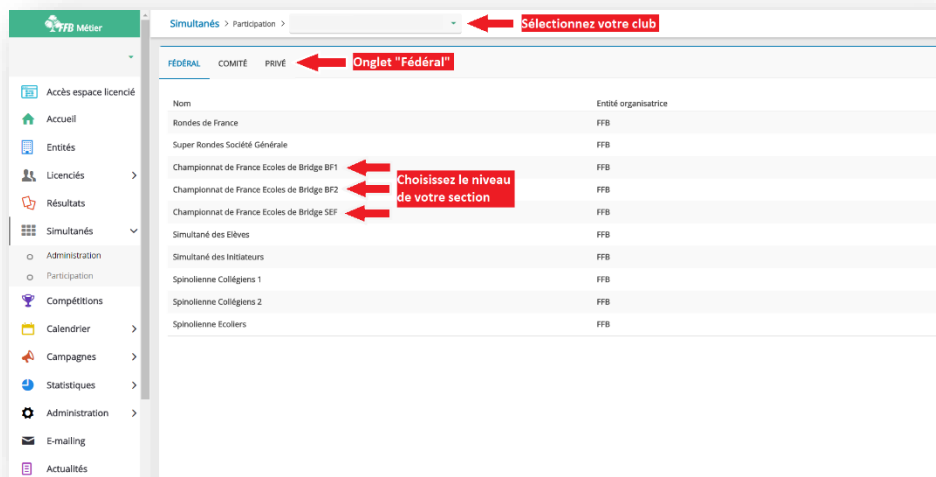 FFB Métier
Simultanés > Participation >
Sélectionnez votre club
FÉDÉRAL COMITÉ PRIVÉ
Onglet "Fédéral"
Accès espace licencié
Accueil
Entités
Licenciés
Résultats
Simultanés
Administration
Participation
Compétitions
Calendrier
Campagnes
Statistiques
Administration
E-mailing
Actualités
Nom Entité organisatrice
Rondes de France FFB
Super Rondes Société Générale FFB
Championnat de France Ecoles de Bridge BF1 FFB
Championnat de France Ecoles de Bridge BF2 FFB
Championnat de France Ecoles de Bridge SEF FFB
Choisissez le niveau
de votre section
Simultané des Elèves FFB
Simultané des Initiateurs FFB
Spinolienne Collégiens 1 FFB
Spinolienne Collégiens 2 FFB
Spinolienne Ecoliers FFB